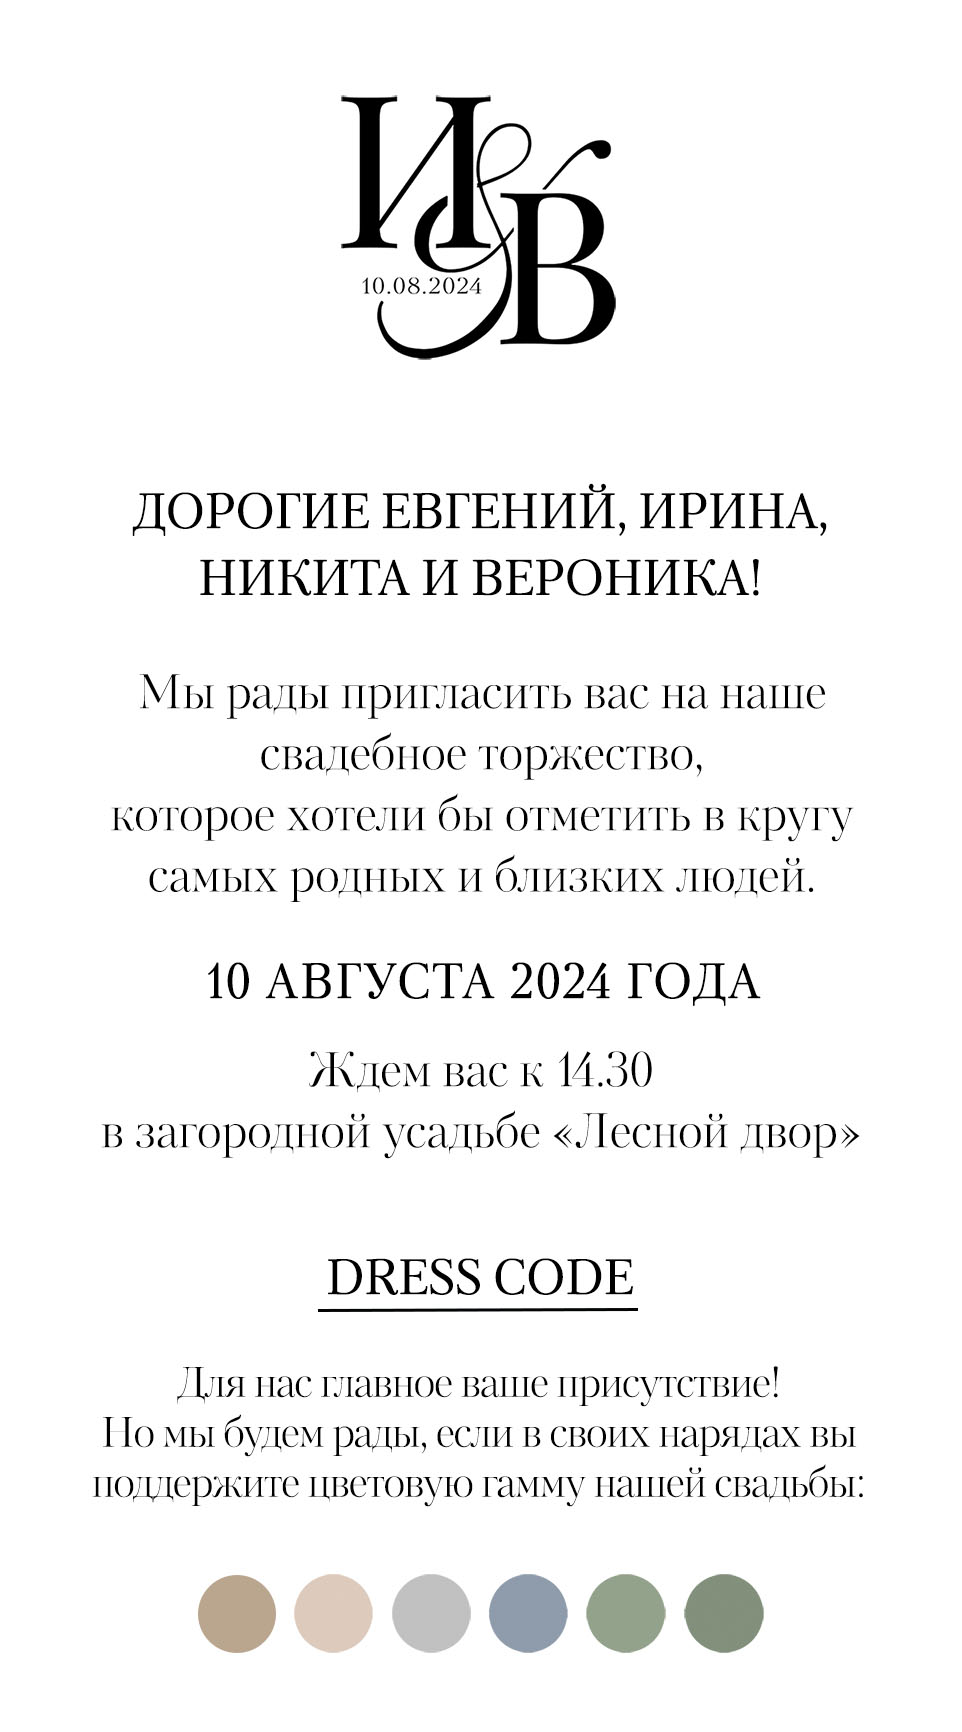 И&В
10.08.2024
ДОРОГИЕ ЕВГЕНИЙ, ИРИНА,
НИКИТА И ВЕРОНИКА!
Мы рады пригласить вас на наше
свадебное торжество,
которое хотели бы отметить в кругу
самых родных и близких людей.
10 АВГУСТА 2024 ГОДА
Ждем вас к 14.30
в загородной усадьбе «Лесной двор»
DRESS CODE
Для нас главное ваше присутствие!
Но мы будем рады, если в своих нарядах вы
поддержите цветовую гамму нашей свадьбы: